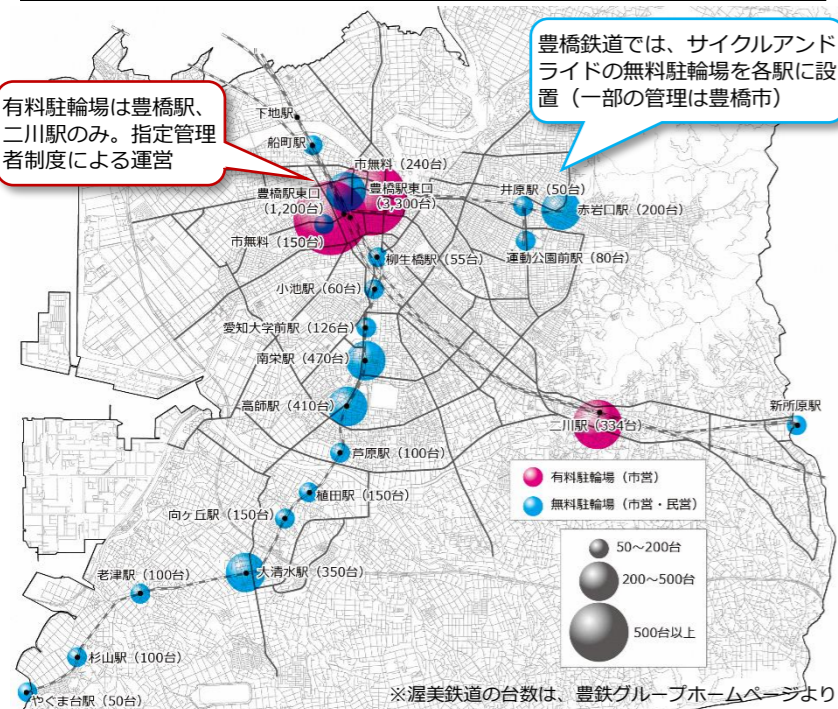 豊橋鉄道では、サイクルアンド
ライドの無料駐輪場を各駅に設
置（一部の管理は豊橋市）
有料駐輪場は豊橋駅、
二川駅のみ。指定管理
者制度による運営
下地駅
船町駅
市無料（240台）
豊橋駅東口
（1,200台）
豊橋駅東口
（3,300台）
市無料（150台）
井原駅（50台）
赤岩口駅（200台）
運動公園前駅（80台）
柳生橋駅（55台）
小池駅（60台）
愛知大学前駅（126台）
南栄駅（470台）
高師駅（410台）
新所原駅
二川駅（334台）
芦原駅（100台）
植田駅（150台）
向ヶ丘駅（150台）
大清水駅（350台）
老津駅（100台）
杉山駅（100台）
やぐま台駅（50台）
有料駐輪場（市営）
無料駐輪場（市営・民営）
50～200台
200～500台
500台以上
※渥美鉄道の台数は、豊鉄グループホームページより